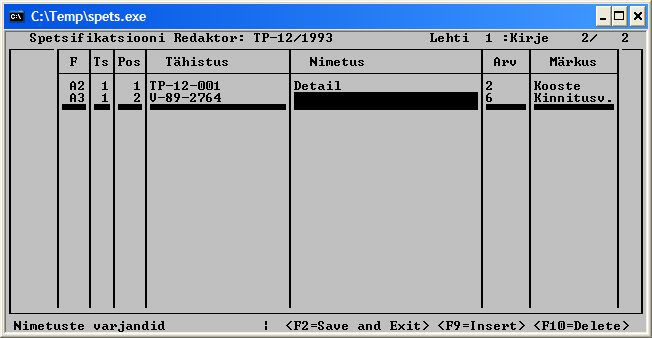 C:\Temp\spets.exe
Spetsifikatsiooni Redaktor: TP-12/1993 Lehti 1 :Kirje 2/ 2
F Ts Pos Tähistus Nimetus Arv Märkus
A2 1 1 TP-12-001 Detail 2 Kooste
A3 1 2 V-89-2764 6 Kinnitusv.
Nimetuste varjandid ¦ <F2=Save and Exit> <F9=Insert> <F10=Delete>